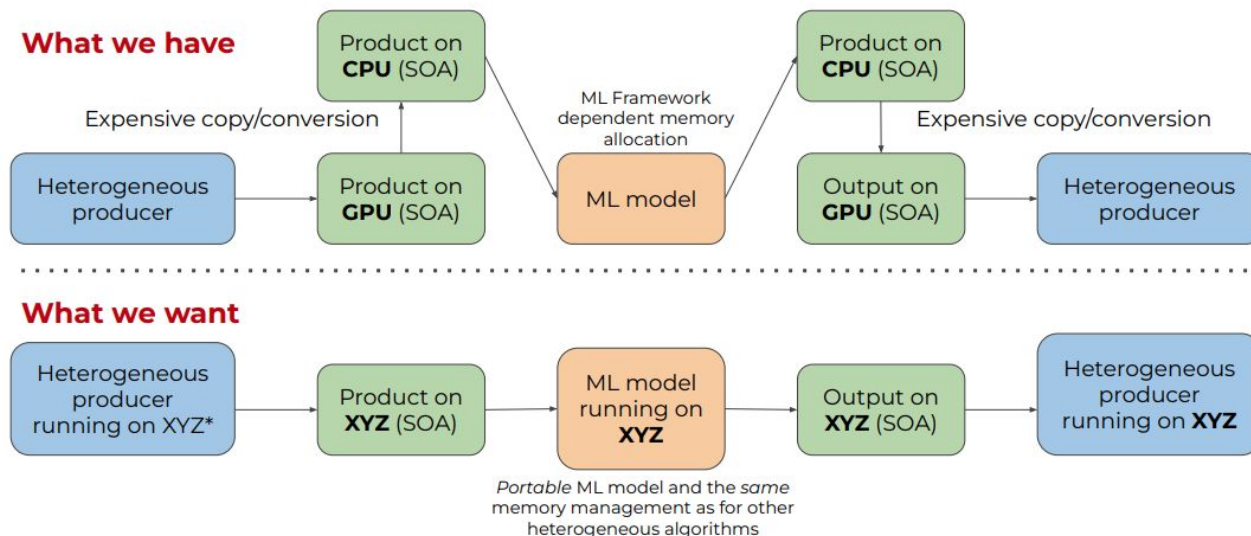 What we have
Product on
CPU (SOA)
Product on
CPU (SOA)
ML Framework
dependent memory
allocation
Expensive copy/conversion
Expensive copy/conversion
Heterogeneous
producer
Product on
GPU (SOA)
ML model
Output on
GPU (SOA)
Heterogeneous
producer
What we want
Heterogeneous
producer
running on XYZ*
Product on
XYZ (SOA)
ML model
running on
XYZ
Output on
XYZ (SOA)
Heterogeneous
producer
running on XYZ
Portable ML model and the same
memory management as for other
heterogeneous algorithms